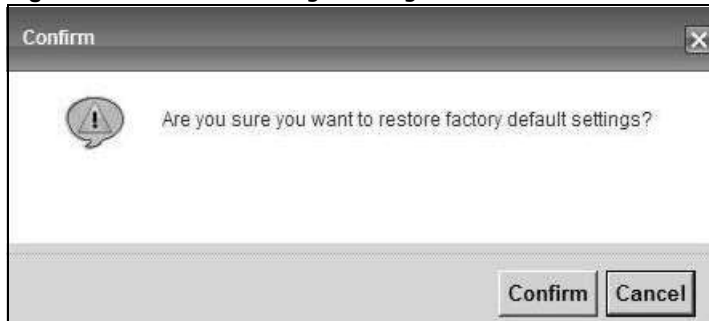 Confirm
Are you sure you want to restore factory default settings?
Confirm Cancel